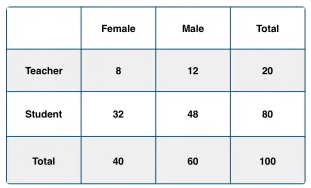 Female Male Total
Teacher 8 12 20
Student 32 48 80
Total 40 60 100